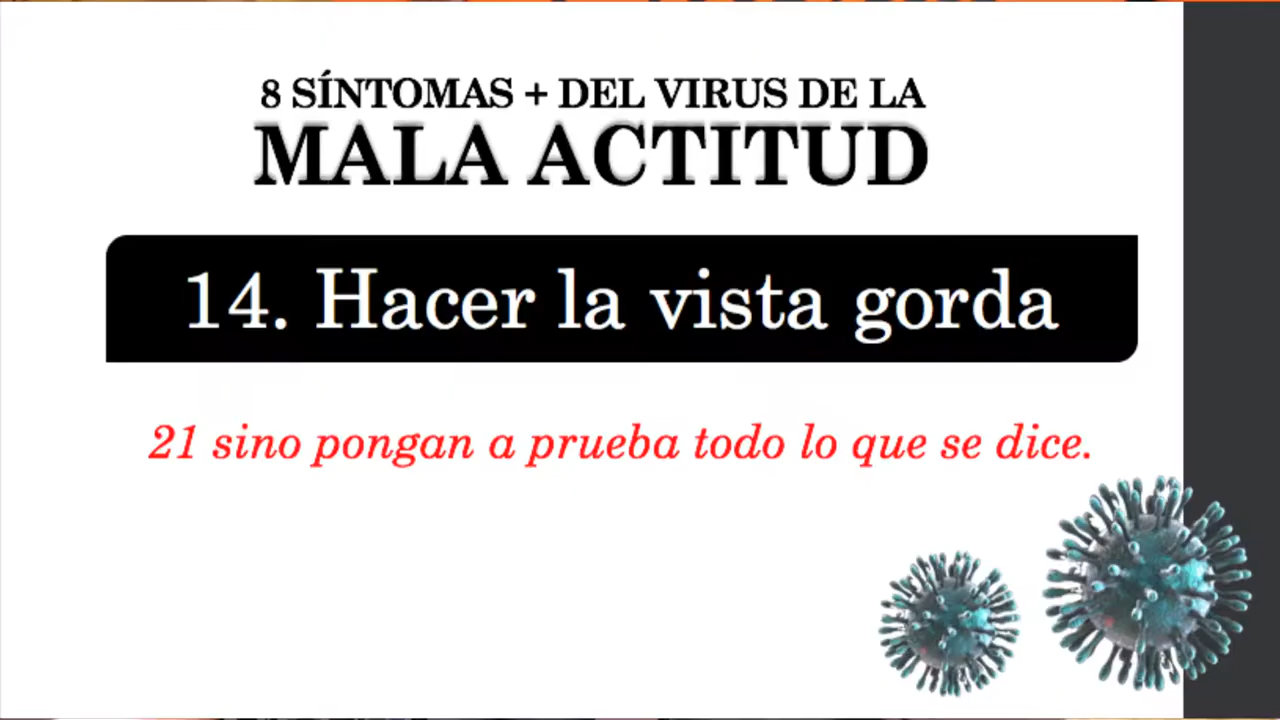 8 SÍNTOMAS + DEL VIRUS DE LA
MALA ACTITUD
14. Hacer la vista gorda
21 sino pongan a prueba todo lo que se dice.